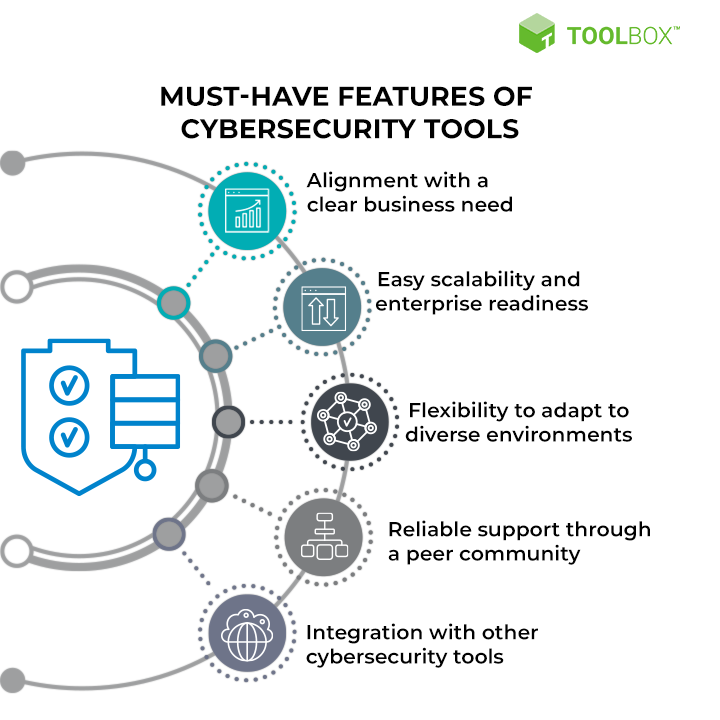 TOOLBOX™
MUST-HAVE FEATURES OF
CYBERSECURITY TOOLS
Alignment with a
clear business need
Easy scalability and
enterprise readiness
Flexibility to adapt to
diverse environments
Reliable support through
a peer community
Integration with other
cybersecurity tools